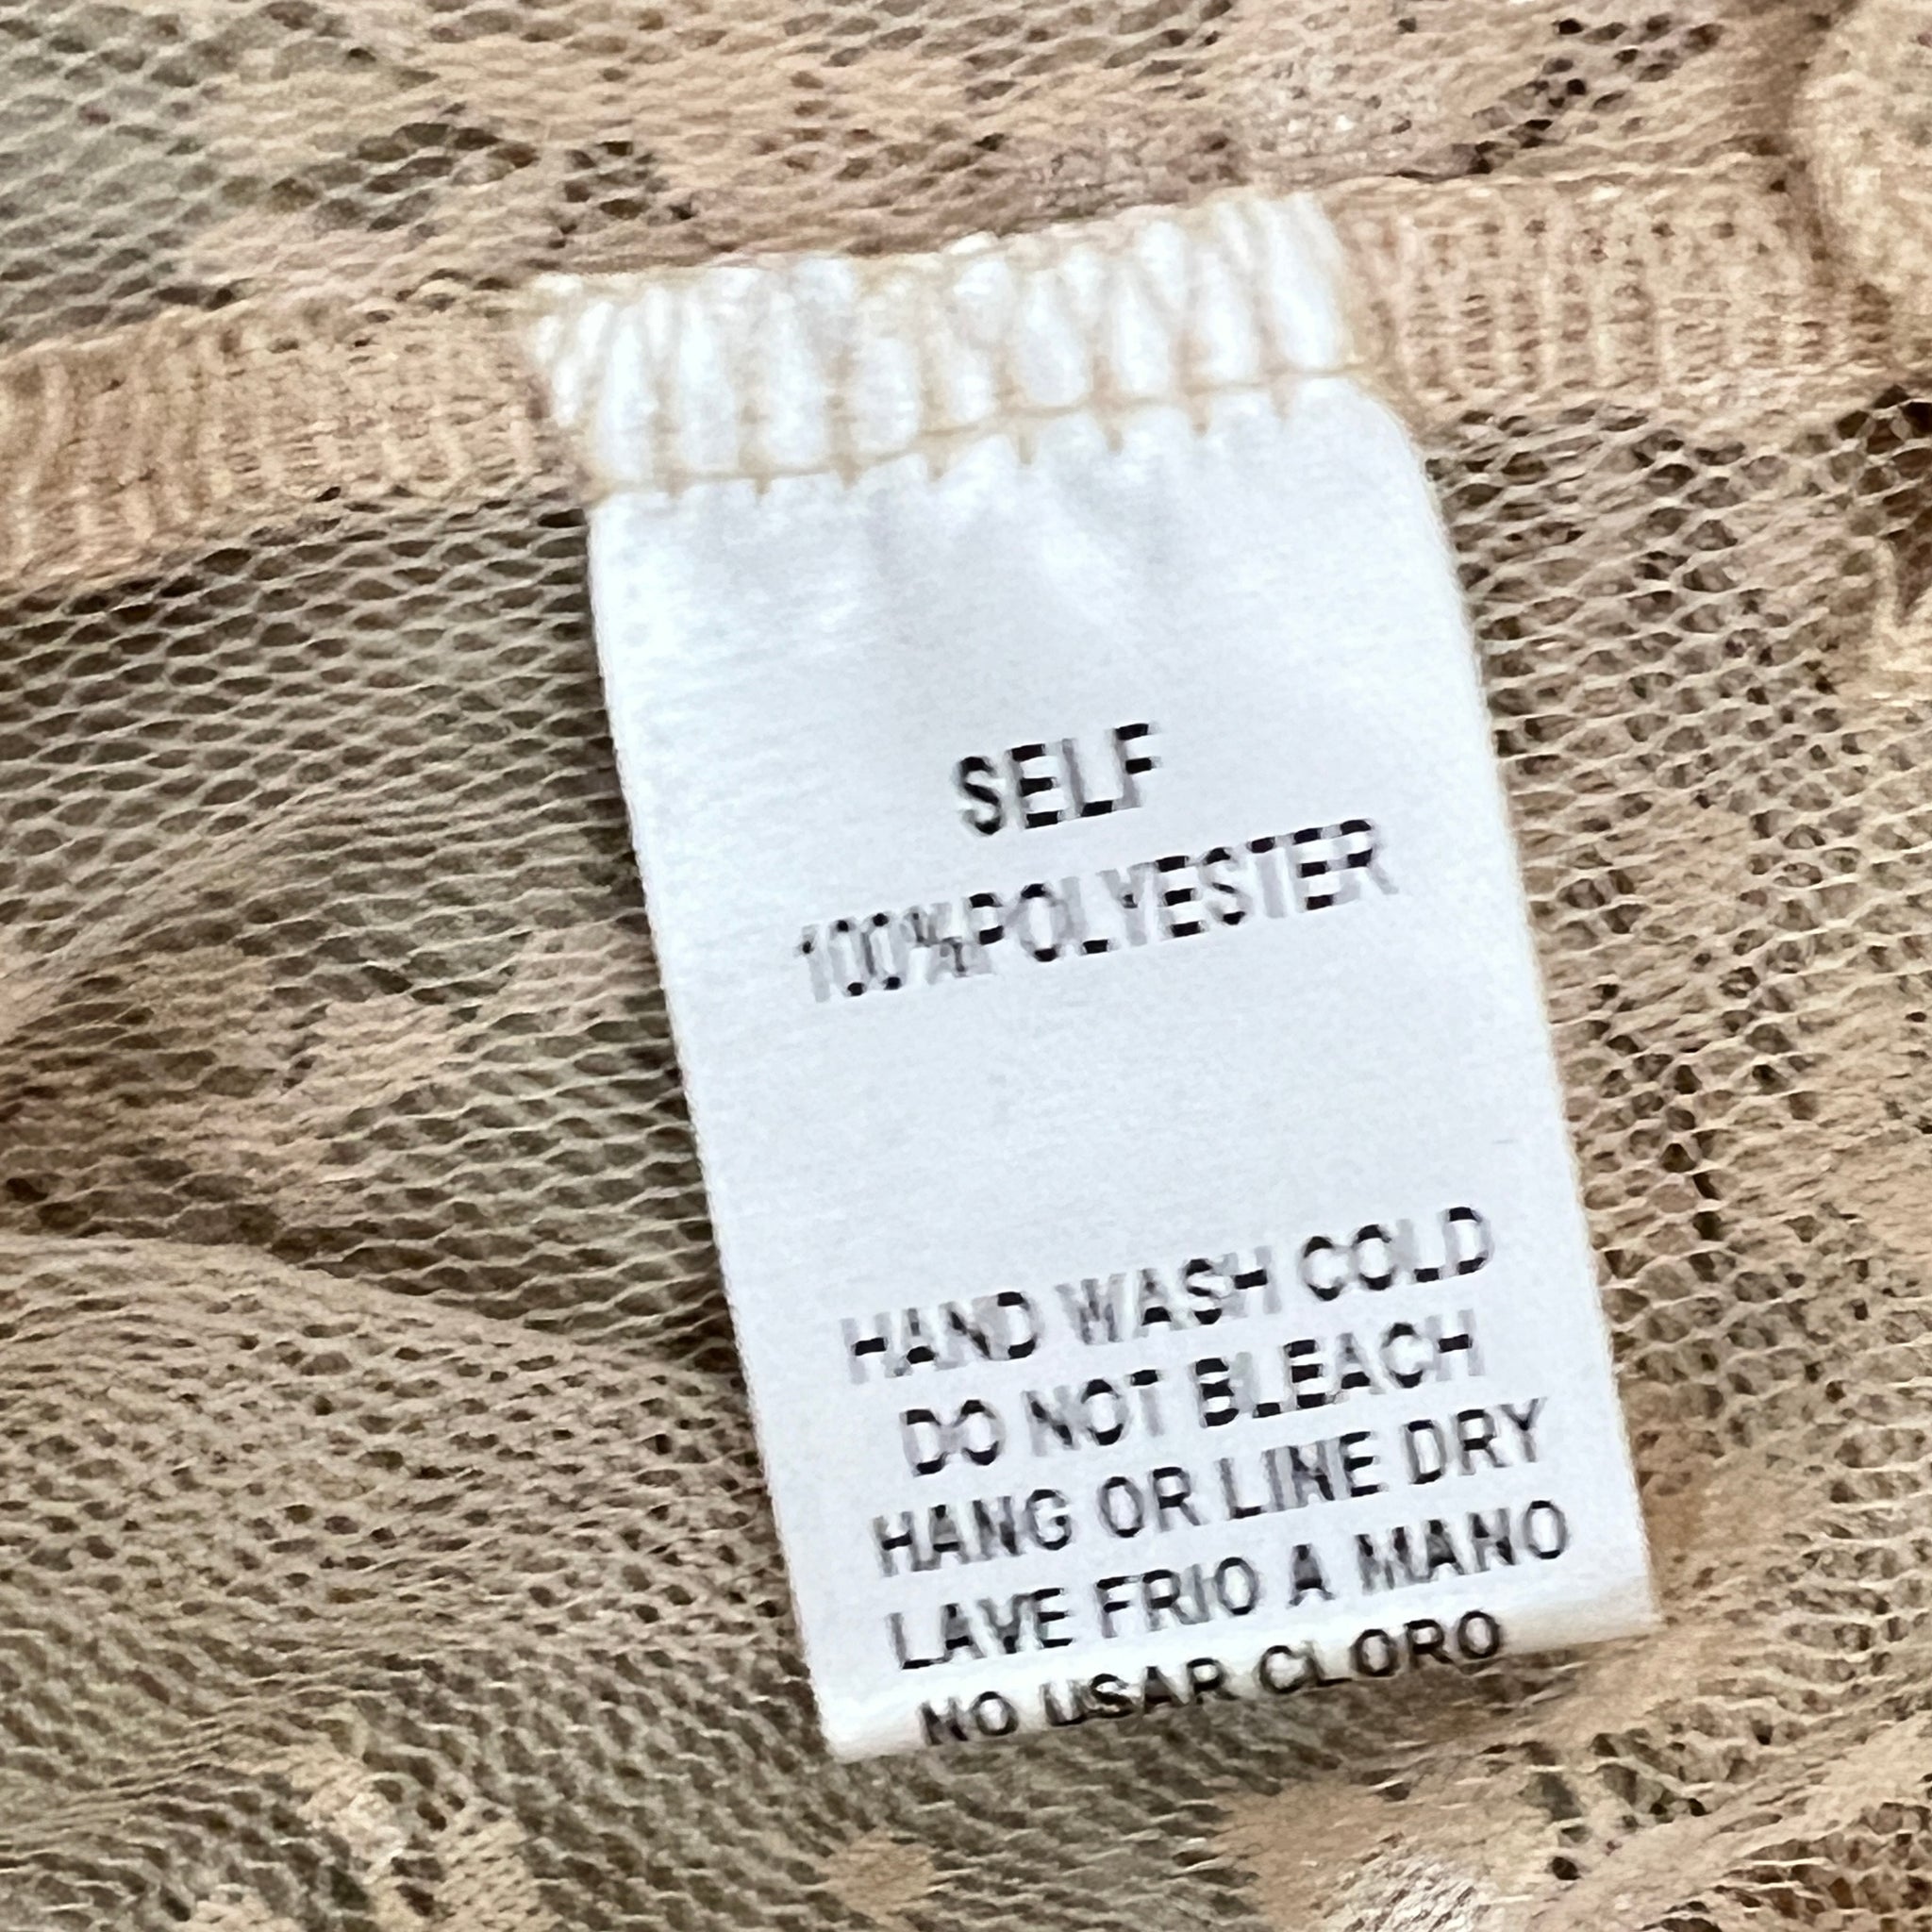 SELF
100%POLYESTER
HAND WASH COLD
DO NOT BLEACH
HANG OR LINE DRY
LAVE FRIO A MANO
NO USAR CLORO